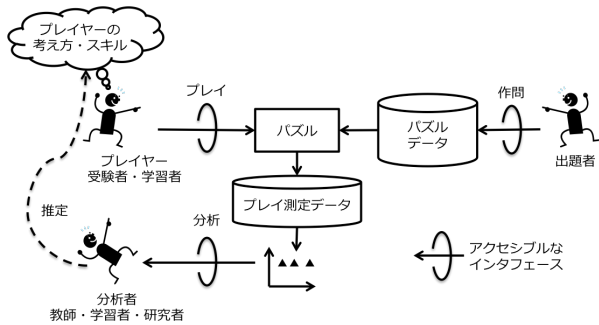 プレイヤーの
考え方・スキル
プレイ
作問
パズル
パズル
データ
プレイヤー
受験者・学習者
出題者
推定
プレイ測定データ
分析
アクセシブルな
インタフェース
分析者
教師・学習者・研究者